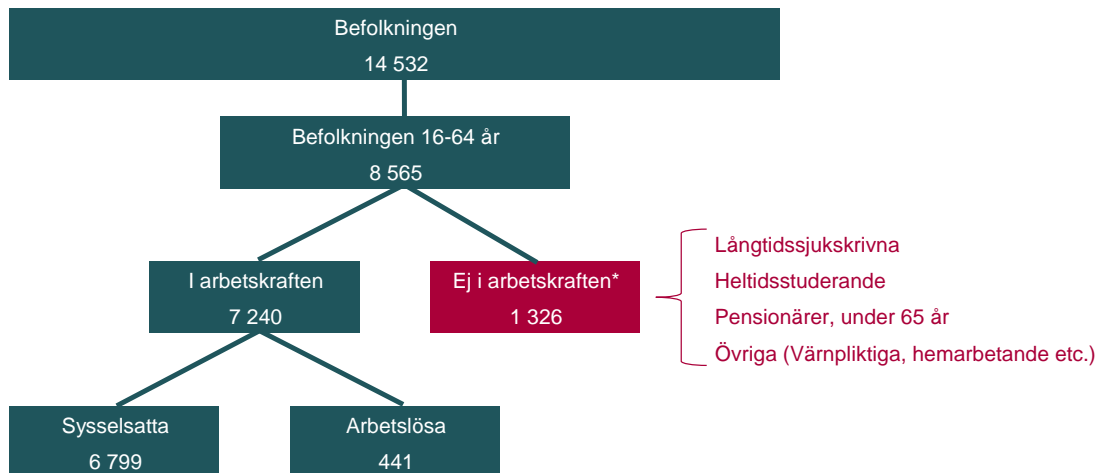 Befolkningen
14 532
Befolkningen 16-64 år
8 565
I arbetskraften
7 240
Ej i arbetskraften*
1 326
Långtidssjukskrivna
Heltidsstuderande
Pensionärer, under 65 år
Övriga (Värnpliktiga, hemarbetande etc.)
Sysselsatta
6 799
Arbetslösa
441